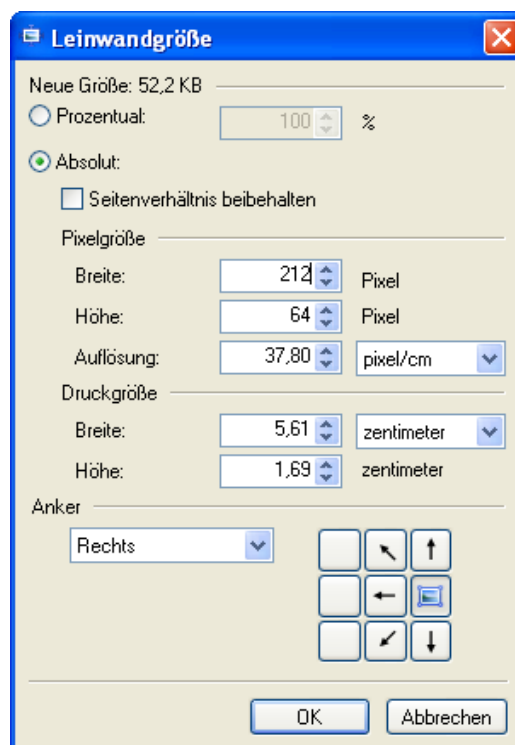 Leinwandgröße
Neue Größe: 52,2 KB
Prozentual: 100 %
Absolut:
Seitenverhältnis beibehalten
Pixelgröße
Breite: 212 Pixel
Höhe: 64 Pixel
Auflösung: 37,80 pixel/cm
Druckgröße
Breite: 5,61 zentimeter
Höhe: 1,69 zentimeter
Anker
Rechts
OK Abbrechen